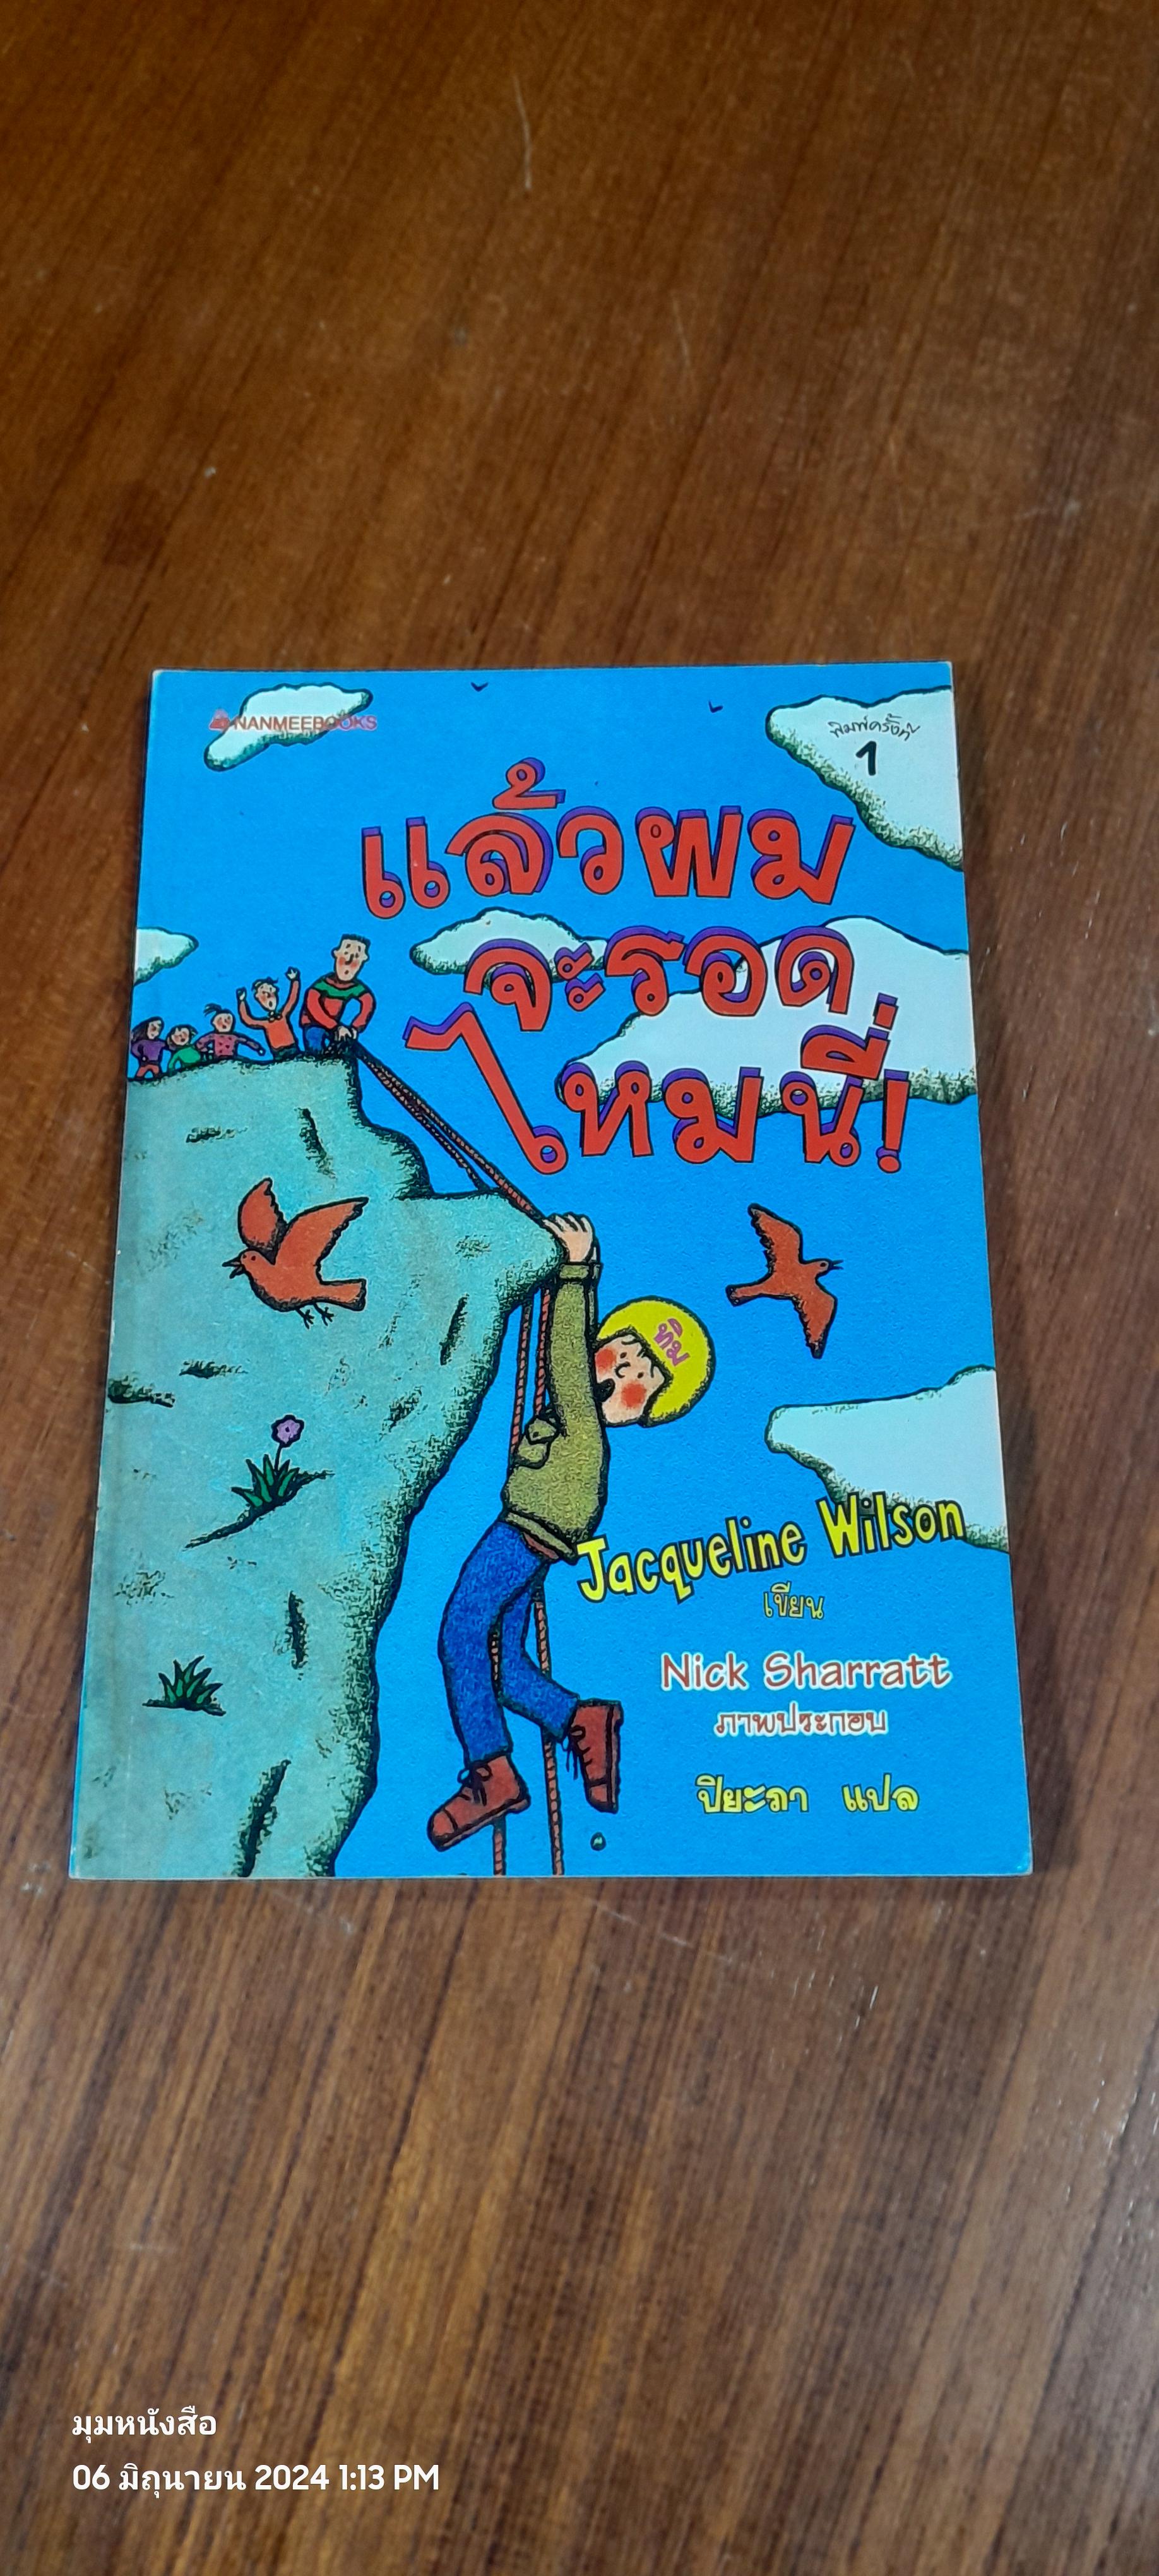 NANMEEBOOKS
พิมพ์ครั้งที่
1
แล้วผม
จะรอด
ไหมนี่!
ทิม
Jacqueline Wilson
เขียน
Nick Sharratt
ภาพประกอบ
ปิยะภา แปล
มุมหนังสือ
06 มิถุนายน 2024 1:13 PM